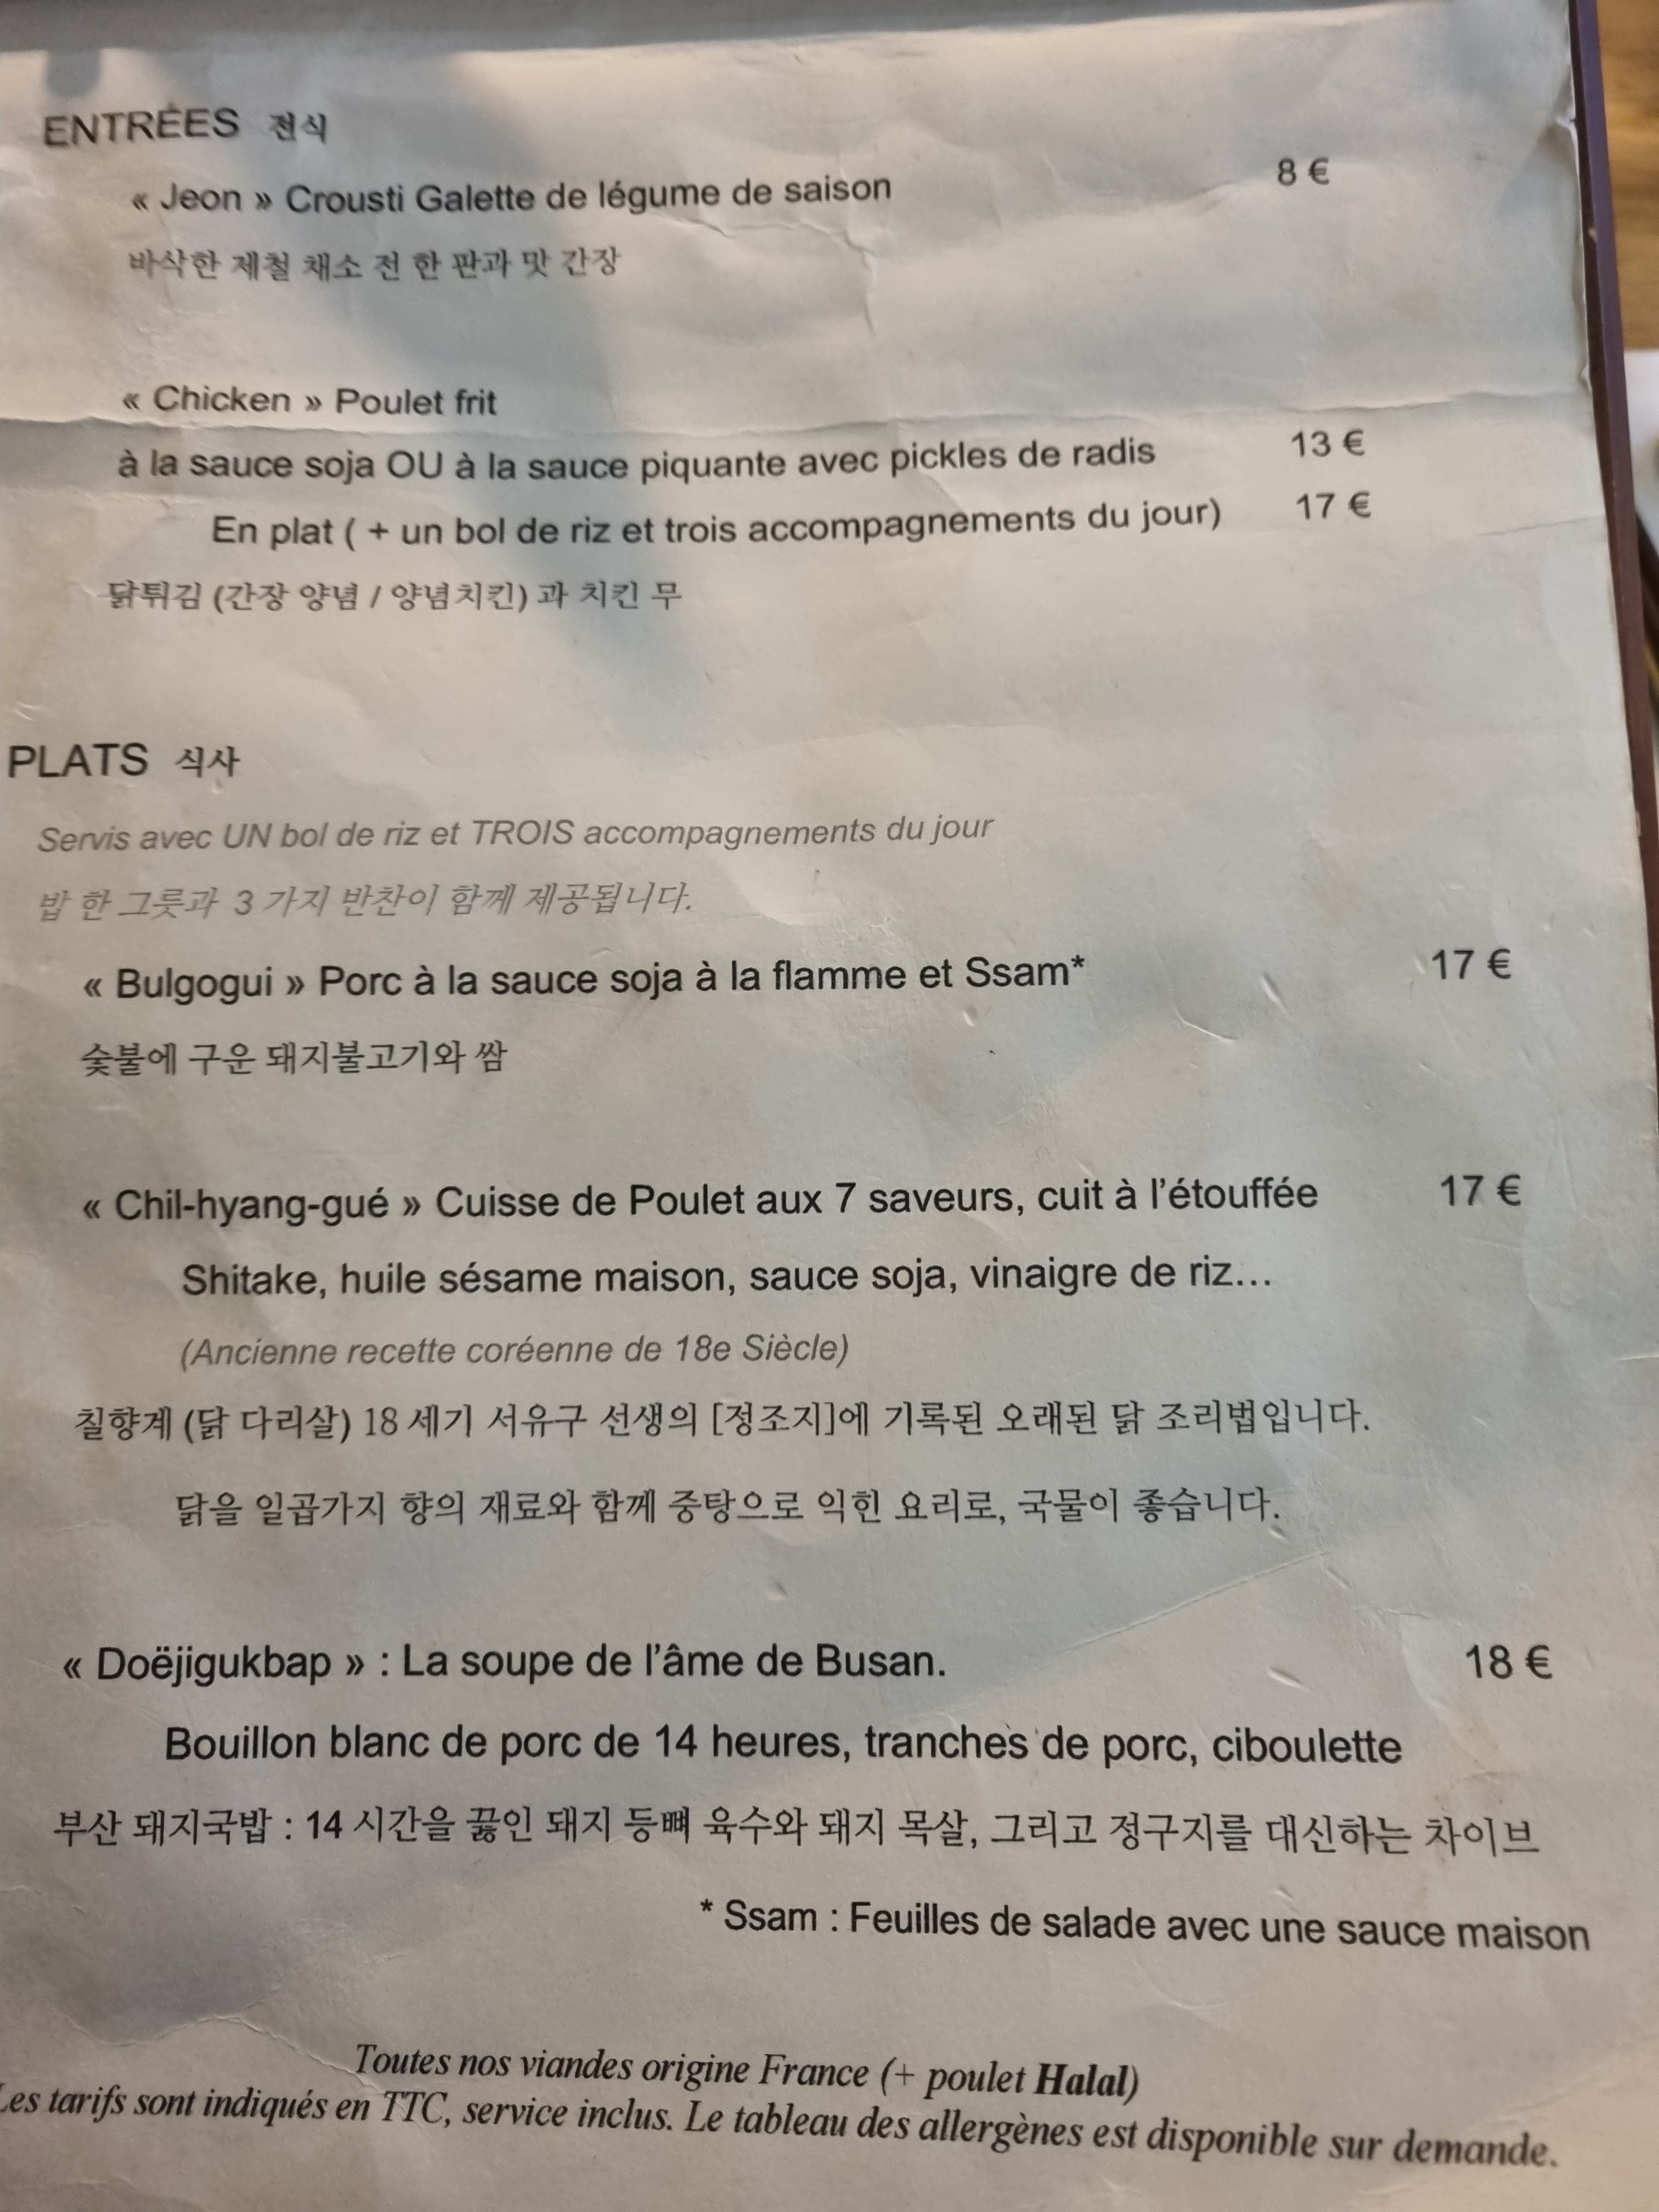 ENTRÉES 전식
« Jeon » Crousti Galette de légume de saison 8 €
바삭한 제철 채소 전 한 판과 맛 간장
« Chicken » Poulet frit
à la sauce soja OU à la sauce piquante avec pickles de radis 13 €
En plat ( + un bol de riz et trois accompagnements du jour) 17 €
닭튀김 (간장 양념 / 양념치킨) 과 치킨 무
PLATS 식사
Servis avec UN bol de riz et TROIS accompagnements du jour
밥 한 그릇과 3 가지 반찬이 함께 제공됩니다.
« Bulgogui » Porc à la sauce soja à la flamme et Ssam* 17 €
숯불에 구운 돼지불고기와 쌈
« Chil-hyang-gué » Cuisse de Poulet aux 7 saveurs, cuit à l'étouffée 17 €
Shitake, huile sésame maison, sauce soja, vinaigre de riz...
(Ancienne recette coréenne de 18e Siècle)
칠향계 (닭 다리살) 18 세기 서유구 선생의 [정조지]에 기록된 오래된 닭 조리법입니다.
닭을 일곱가지 향의 재료와 함께 중탕으로 익힌 요리로, 국물이 좋습니다.
« Doëjigukbap » : La soupe de l'âme de Busan. 18 €
Bouillon blanc de porc de 14 heures, tranches de porc, ciboulette
부산 돼지국밥 : 14 시간을 끓인 돼지 등뼈 육수와 돼지 목살, 그리고 정구지를 대신하는 차이브
* Ssam : Feuilles de salade avec une sauce maison
Toutes nos viandes origine France (+ poulet Halal)
Les tarifs sont indiqués en TTC, service inclus. Le tableau des allergènes est disponible sur demande.